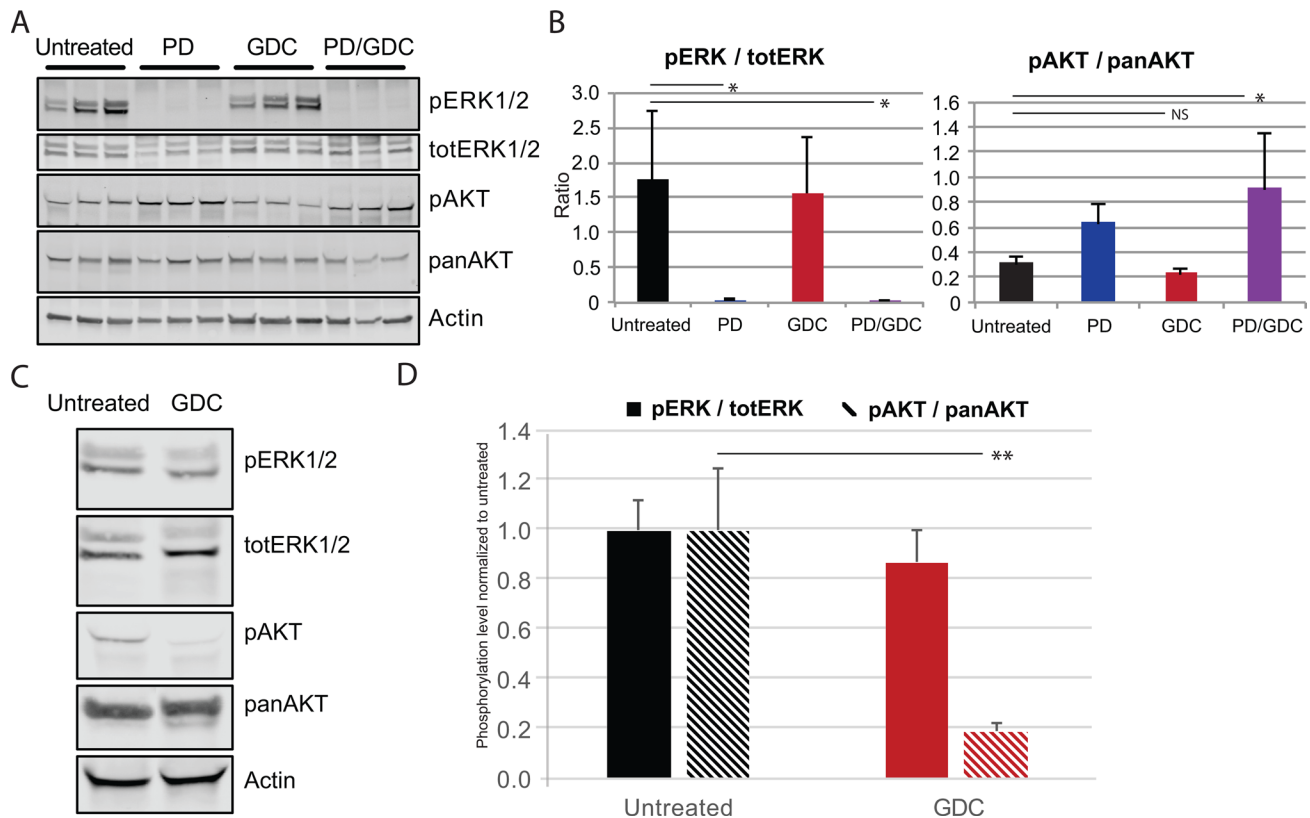 A
Untreated PD GDC PD/GDC
pERK1/2
totERK1/2
pAKT
panAKT
Actin
B
pERK / totERK
*
*
Ratio
3.0
2.5
2.0
1.5
1.0
0.5
0
Untreated PD GDC PD/GDC
pAKT / panAKT
*
NS
1.6
1.4
1.2
1.0
0.8
0.6
0.4
0.2
0
Untreated PD GDC PD/GDC
C
Untreated GDC
pERK1/2
totERK1/2
pAKT
panAKT
Actin
D
pERK / totERK pAKT / panAKT
**
Phosphorylation level normalized to untreated
1.4
1.2
1.0
0.8
0.6
0.4
0.2
0.0
Untreated GDC